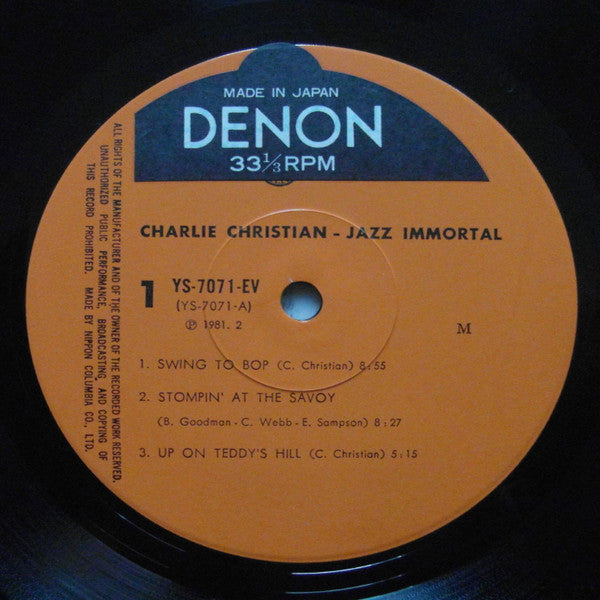 MADE IN JAPAN
DENON
33⅓RPM
CHARLIE CHRISTIAN - JAZZ IMMORTAL
1
YS-7071-EV
(YS-7071-A)
Ⓟ 1981. 2
M
1. SWING TO BOP (C. Christian) 8:55
2. STOMPIN' AT THE SAVOY
(B. Goodman - C. Webb - E. Sampson) 8:27
3. UP ON TEDDY'S HILL (C. Christian) 5:15
ALL RIGHTS OF THE MANUFACTURER AND OF THE OWNER OF THE RECORDED WORK RESERVED.
UNAUTHORIZED PUBLIC PERFORMANCE, BROADCASTING AND COPYING OF
THIS RECORD PROHIBITED. MADE BY NIPPON COLUMBIA CO., LTD.